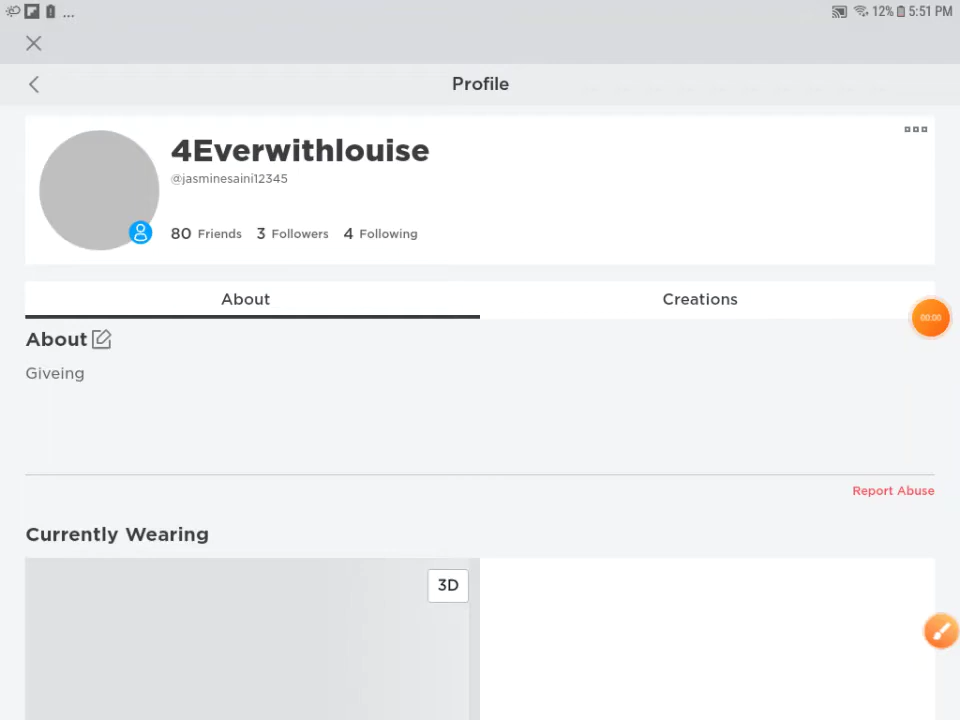 ... 12% 5:51 PM
Profile
4Everwithlouise
@jasminesaini12345
80 Friends 3 Followers 4 Following
About Creations
00:00
About
Giveing
Report Abuse
Currently Wearing
3D